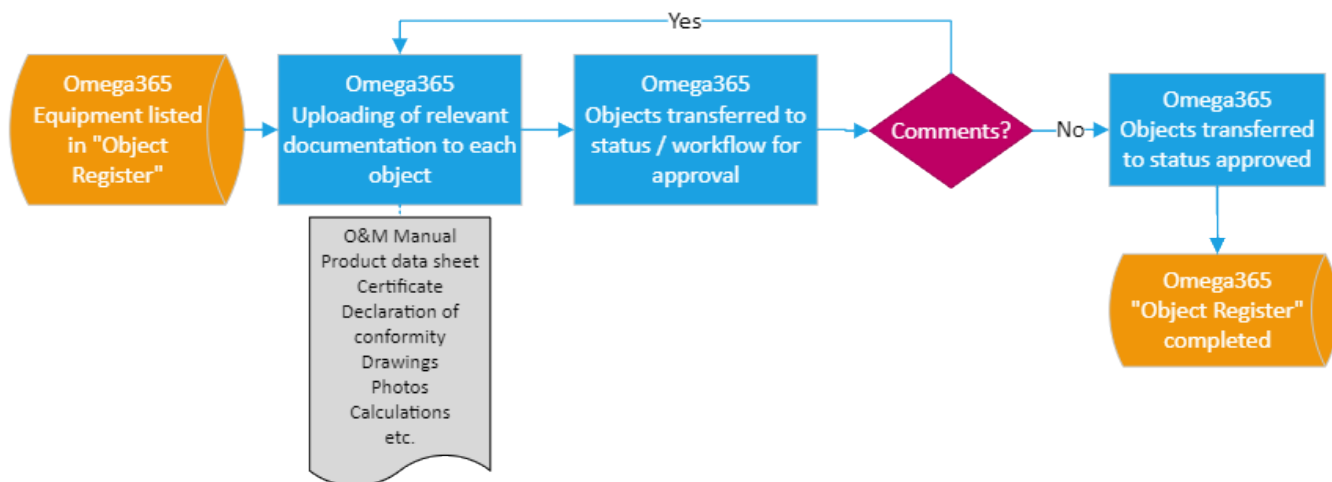 Yes
Omega365
Equipment listed
in "Object
Register"
Omega365
Uploading of relevant
documentation to each
object
Omega365
Objects transferred to
status / workflow for
approval
Comments?
No
Omega365
Objects transferred
to status approved
O&M Manual
Product data sheet
Certificate
Declaration of
conformity
Drawings
Photos
Calculations
etc.
Omega365
"Object Register"
completed